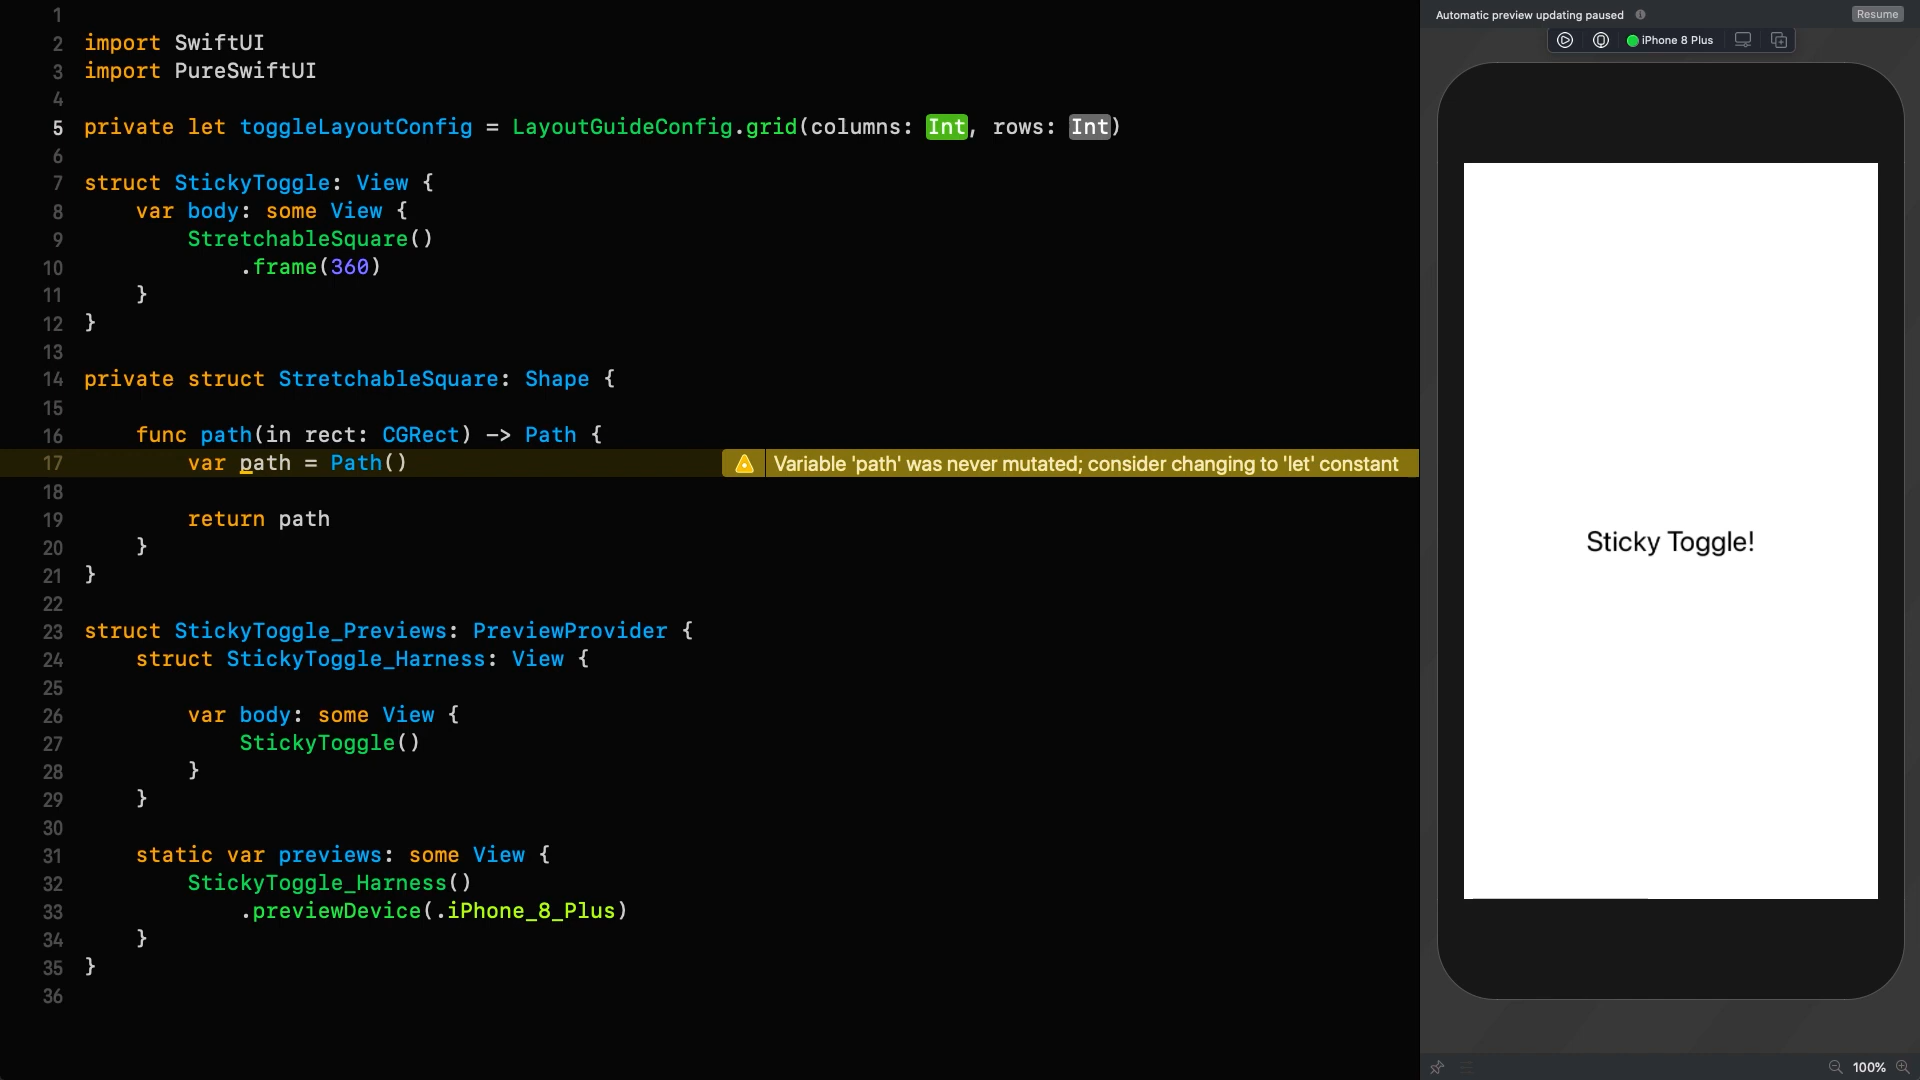 1
2 import SwiftUI
3 import PureSwiftUI
4
5 private let toggleLayoutConfig = LayoutGuideConfig.grid(columns: Int, rows: Int)
6
7 struct StickyToggle: View {
8     var body: some View {
9         StretchableSquare()
10             .frame(360)
11     }
12 }
13
14 private struct StretchableSquare: Shape {
15
16     func path(in rect: CGRect) -> Path {
17         var path = Path()
Variable 'path' was never mutated; consider changing to 'let' constant
18
19         return path
20     }
21 }
22
23 struct StickyToggle_Previews: PreviewProvider {
24     struct StickyToggle_Harness: View {
25
26         var body: some View {
27             StickyToggle()
28         }
29     }
30
31     static var previews: some View {
32         StickyToggle_Harness()
33             .previewDevice(.iPhone_8_Plus)
34     }
35 }
36
Automatic preview updating paused
Resume
iPhone 8 Plus
Sticky Toggle!
100%